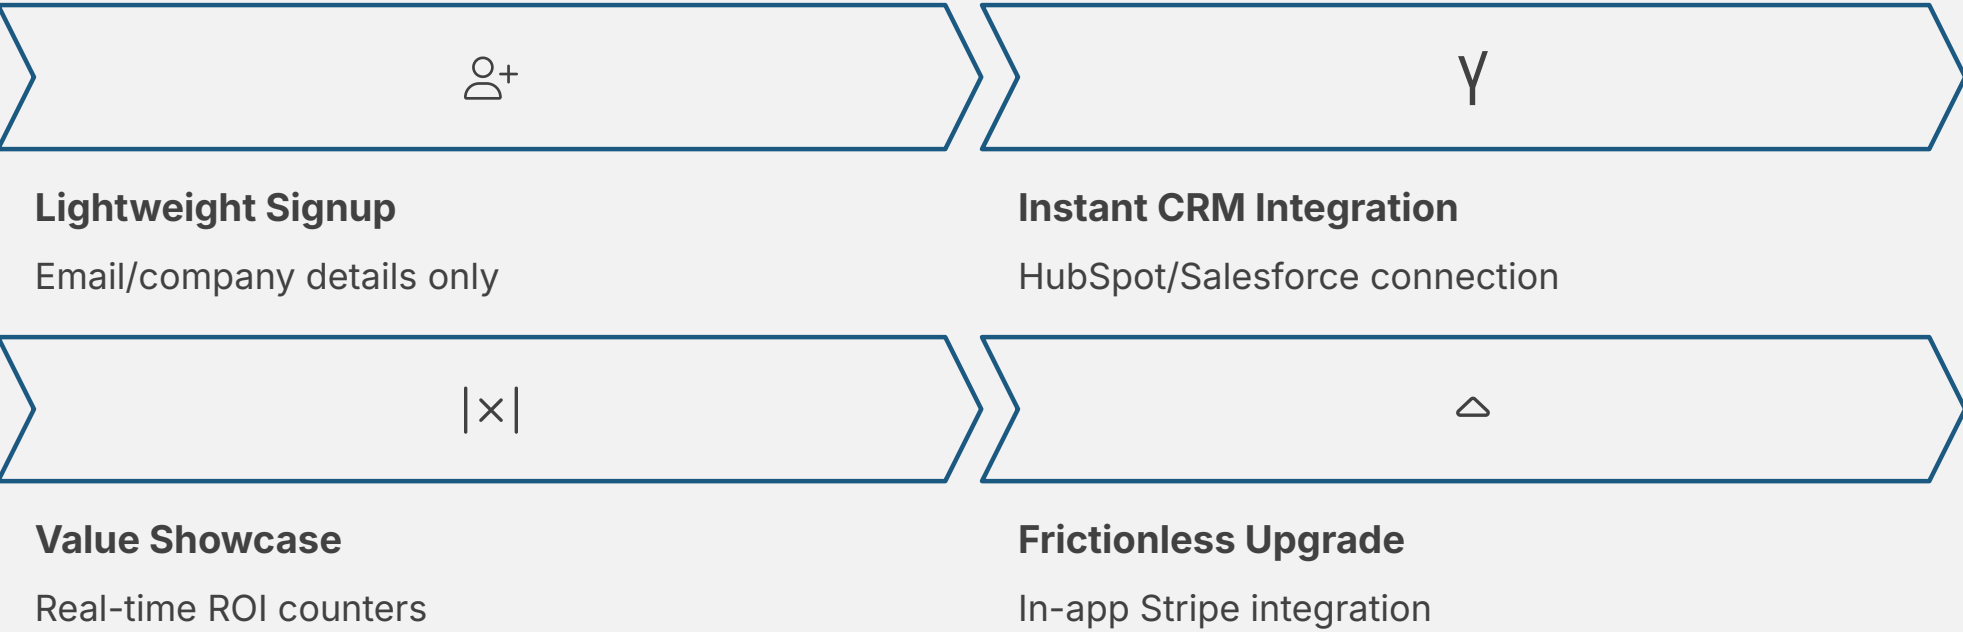 Lightweight Signup
Email/company details only
Instant CRM Integration
HubSpot/Salesforce connection
Value Showcase
Real-time ROI counters
Frictionless Upgrade
In-app Stripe integration